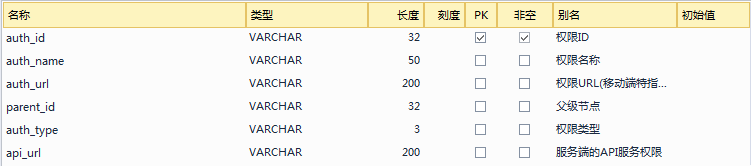 名称 类型 长度 刻度 PK 非空 别名 初始值
auth_id VARCHAR 32 权限ID
auth_name VARCHAR 50 权限名称
auth_url VARCHAR 200 权限URL(移动端特指...
parent_id VARCHAR 32 父级节点
auth_type VARCHAR 3 权限类型
api_url VARCHAR 200 服务端的API服务权限